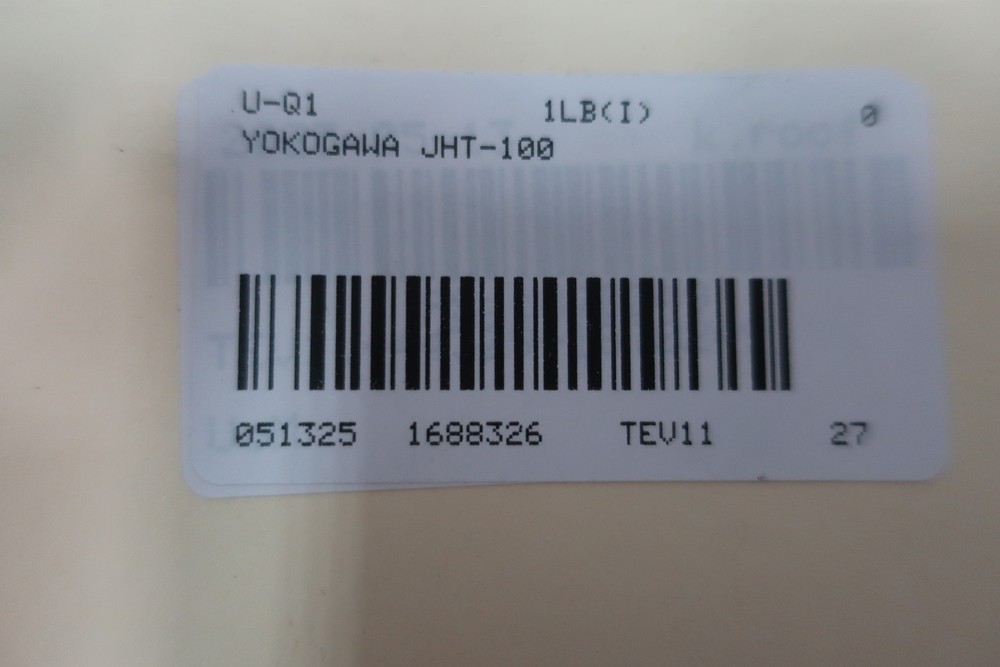 U-Q1 1LB(I) 0
YOKOGAWA JHT-100
051325 1688326 TEV11 27